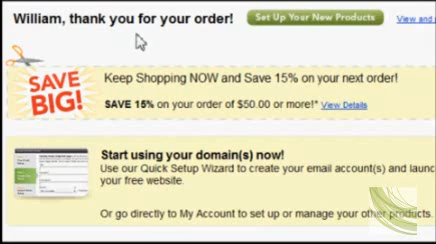 William, thank you for your order!
Set Up Your New Products
View and
SAVE
BIG!
Keep Shopping NOW and Save 15% on your next order!
SAVE 15% on your order of $50.00 or more!* View Details
Start using your domain(s) now!
Use our Quick Setup Wizard to create your email account(s) and launc
your free website.
Or go directly to My Account to set up or manage your other products.